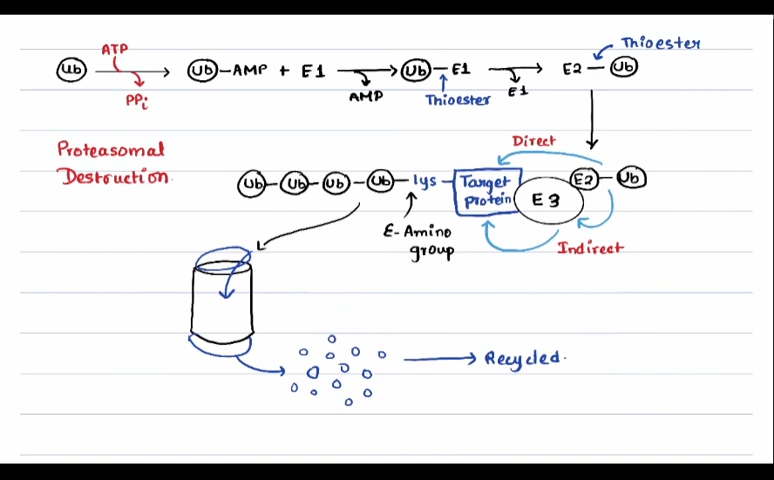 Ub ATP PPi Ub-AMP + E1 AMP Ub-E1 Thioester E1 E2-Ub Thioester
Proteasomal
Destruction.
Ub-Ub-Ub-Ub-lys-Target
protein
E3
E2-Ub
Direct
Indirect
ε-Amino
group
Recycled.